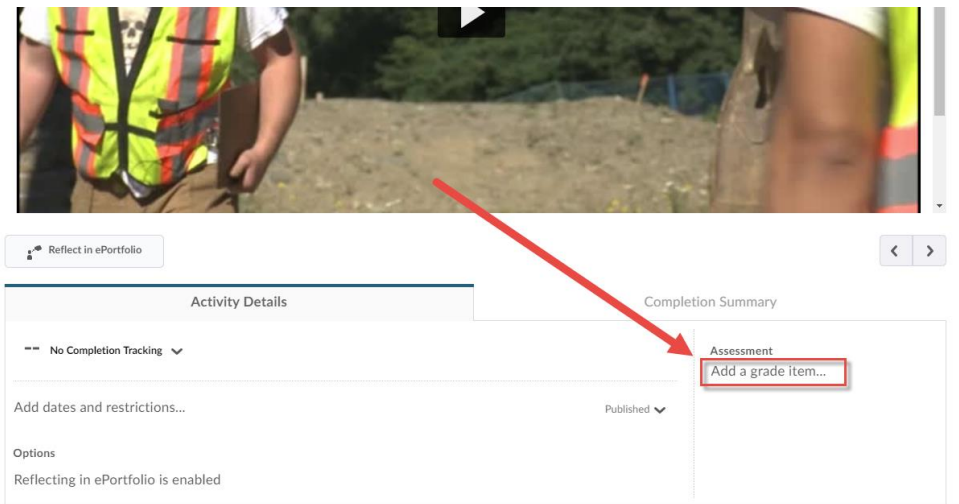 Reflect in ePortfolio
Activity Details
Completion Summary
-- No Completion Tracking
Assessment
Add a grade item...
Add dates and restrictions...
Published
Options
Reflecting in ePortfolio is enabled